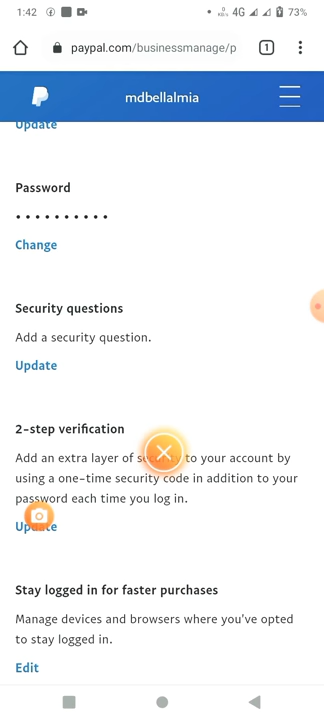 1:42
4G
73%
paypal.com/businessmanage/p
1
mdbellalmia
Update
Password
Change
Security questions
Add a security question.
Update
2-step verification
Add an extra layer of security to your account by
using a one-time security code in addition to your
password each time you log in.
Update
Stay logged in for faster purchases
Manage devices and browsers where you've opted
to stay logged in.
Edit